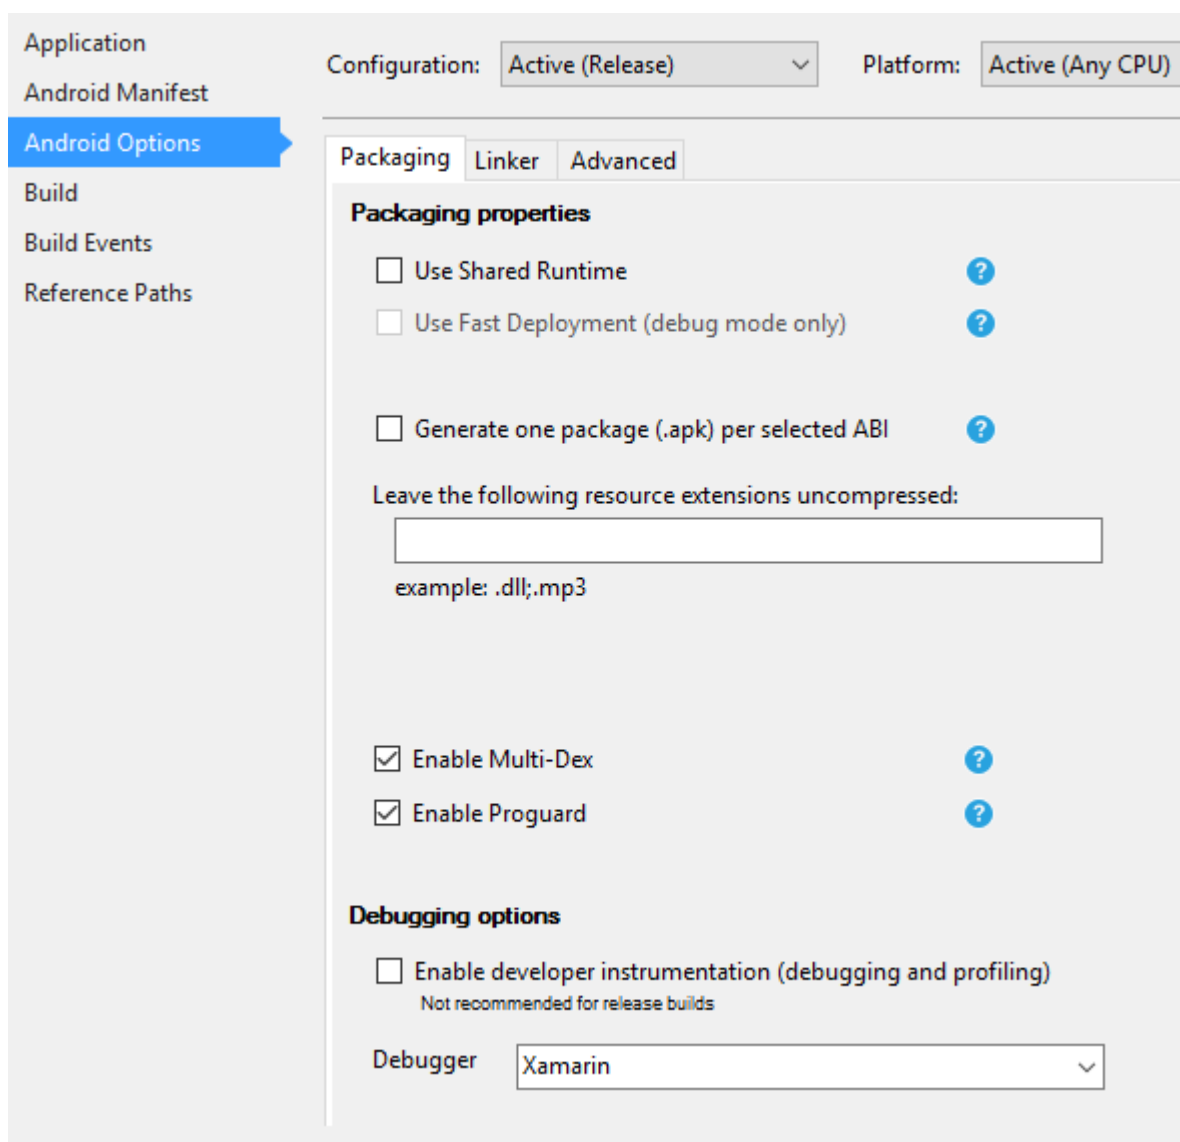 Application
Android Manifest
Android Options
Build
Build Events
Reference Paths
Configuration: Active (Release) Platform: Active (Any CPU)
Packaging Linker Advanced
Packaging properties
Use Shared Runtime ?
Use Fast Deployment (debug mode only) ?
Generate one package (.apk) per selected ABI ?
Leave the following resource extensions uncompressed:
example: .dll;.mp3
Enable Multi-Dex ?
Enable Proguard ?
Debugging options
Enable developer instrumentation (debugging and profiling)
Not recommended for release builds
Debugger Xamarin